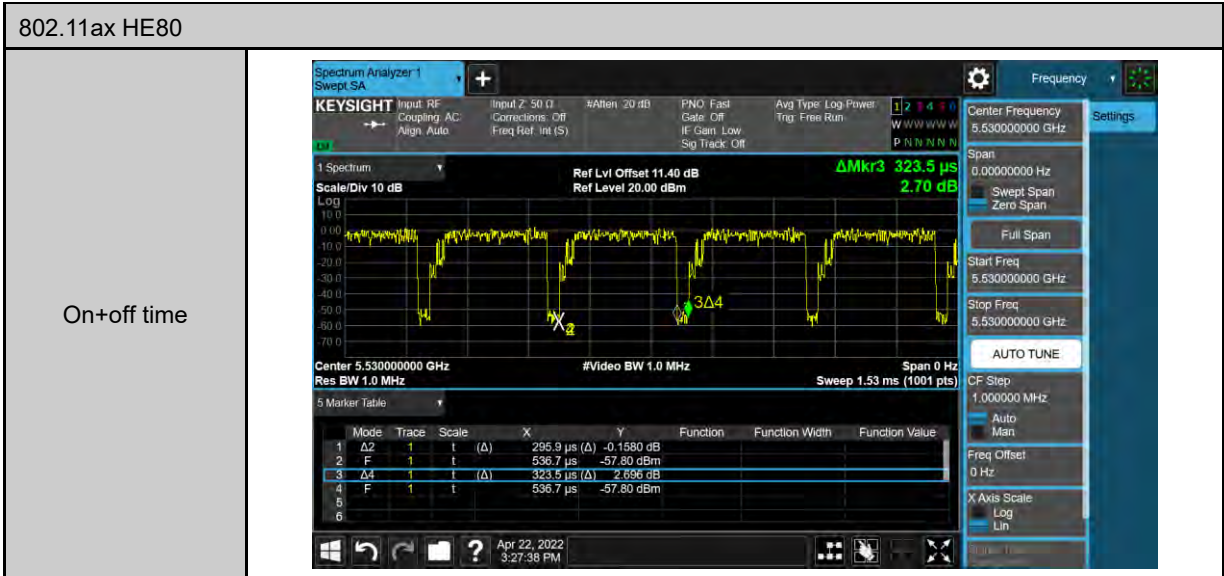 802.11ax HE80
On+off time
Spectrum Analyzer 1
Swept SA
+
Frequency
KEYSIGHT
Input: RF
Coupling: AC
Align: Auto
Input Z: 50 Ω
Corrections: Off
Freq Ref: Int (S)
#Atten: 20 dB
PNO: Fast
Gate: Off
IF Gain: Low
Sig Track: Off
Avg Type: Log-Power
Trig: Free Run
1 2 3 4 5 6
W W W W W W
P N N N N N
Center Frequency
5.530000000 GHz
Settings
Span
0.00000000 Hz
Swept Span
Zero Span
Full Span
Start Freq
5.530000000 GHz
Stop Freq
5.530000000 GHz
AUTO TUNE
CF Step
1.000000 MHz
Auto
Man
Freq Offset
0 Hz
X Axis Scale
Log
Lin
1 Spectrum
Scale/Div 10 dB
Ref Lvl Offset 11.40 dB
Ref Level 20.00 dBm
ΔMkr3 323.5 µs
2.70 dB
Log
10.0
0.00
-10.0
-20.0
-30.0
-40.0
-50.0
-60.0
-70.0
3Δ4
Center 5.530000000 GHz
#Video BW 1.0 MHz
Span 0 Hz
Res BW 1.0 MHz
Sweep 1.53 ms (1001 pts)
5 Marker Table
Mode Trace Scale X Y Function Function Width Function Value
1 Δ2 1 t (Δ) 295.9 µs (Δ) -0.1580 dB
2 F 1 t 536.7 µs -57.80 dBm
3 Δ4 1 t (Δ) 323.5 µs (Δ) 2.696 dB
4 F 1 t 536.7 µs -57.80 dBm
5
6
?
Apr 22, 2022
3:27:38 PM